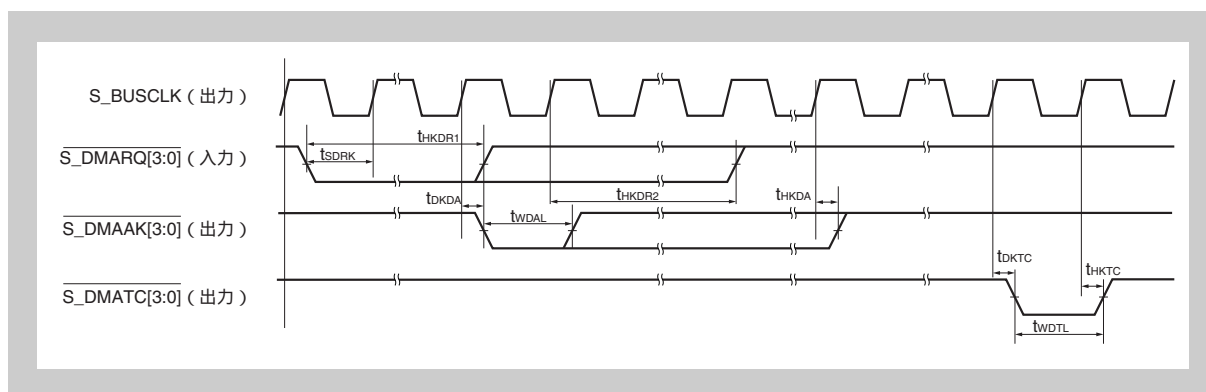 S_BUSCLK（出力）
S_DMARQ[3:0]（入力）
tHKDR1
tSDRK
S_DMAAK[3:0]（出力）
tDKDA
tWDAL
tHKDR2
tHKDA
S_DMATC[3:0]（出力）
tDKTC
tHKTC
tWDTL